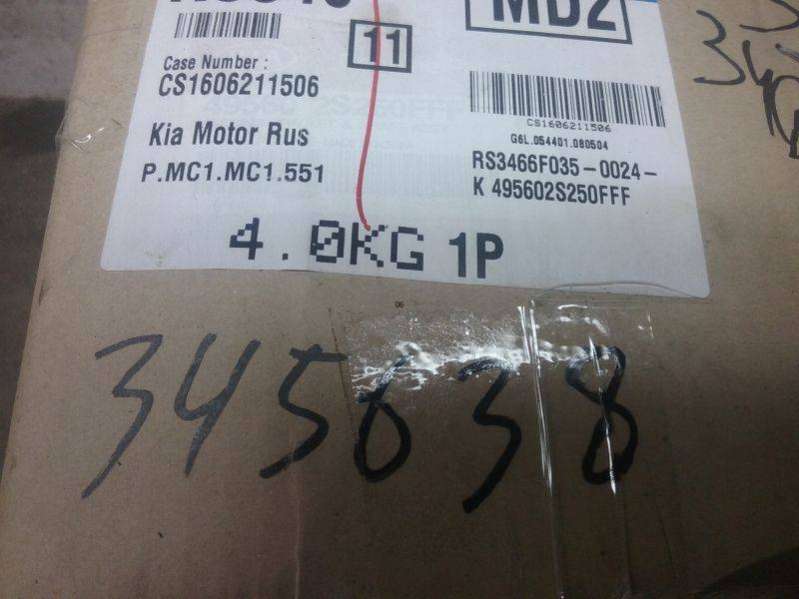 MD2
11
Case Number :
CS1606211506
CS1606211506
G6L.054401.080504
Kia Motor Rus
RS3466F035-0024-
P.MC1.MC1.551
K 495602S250FFF
4.0KG 1P
06
345638